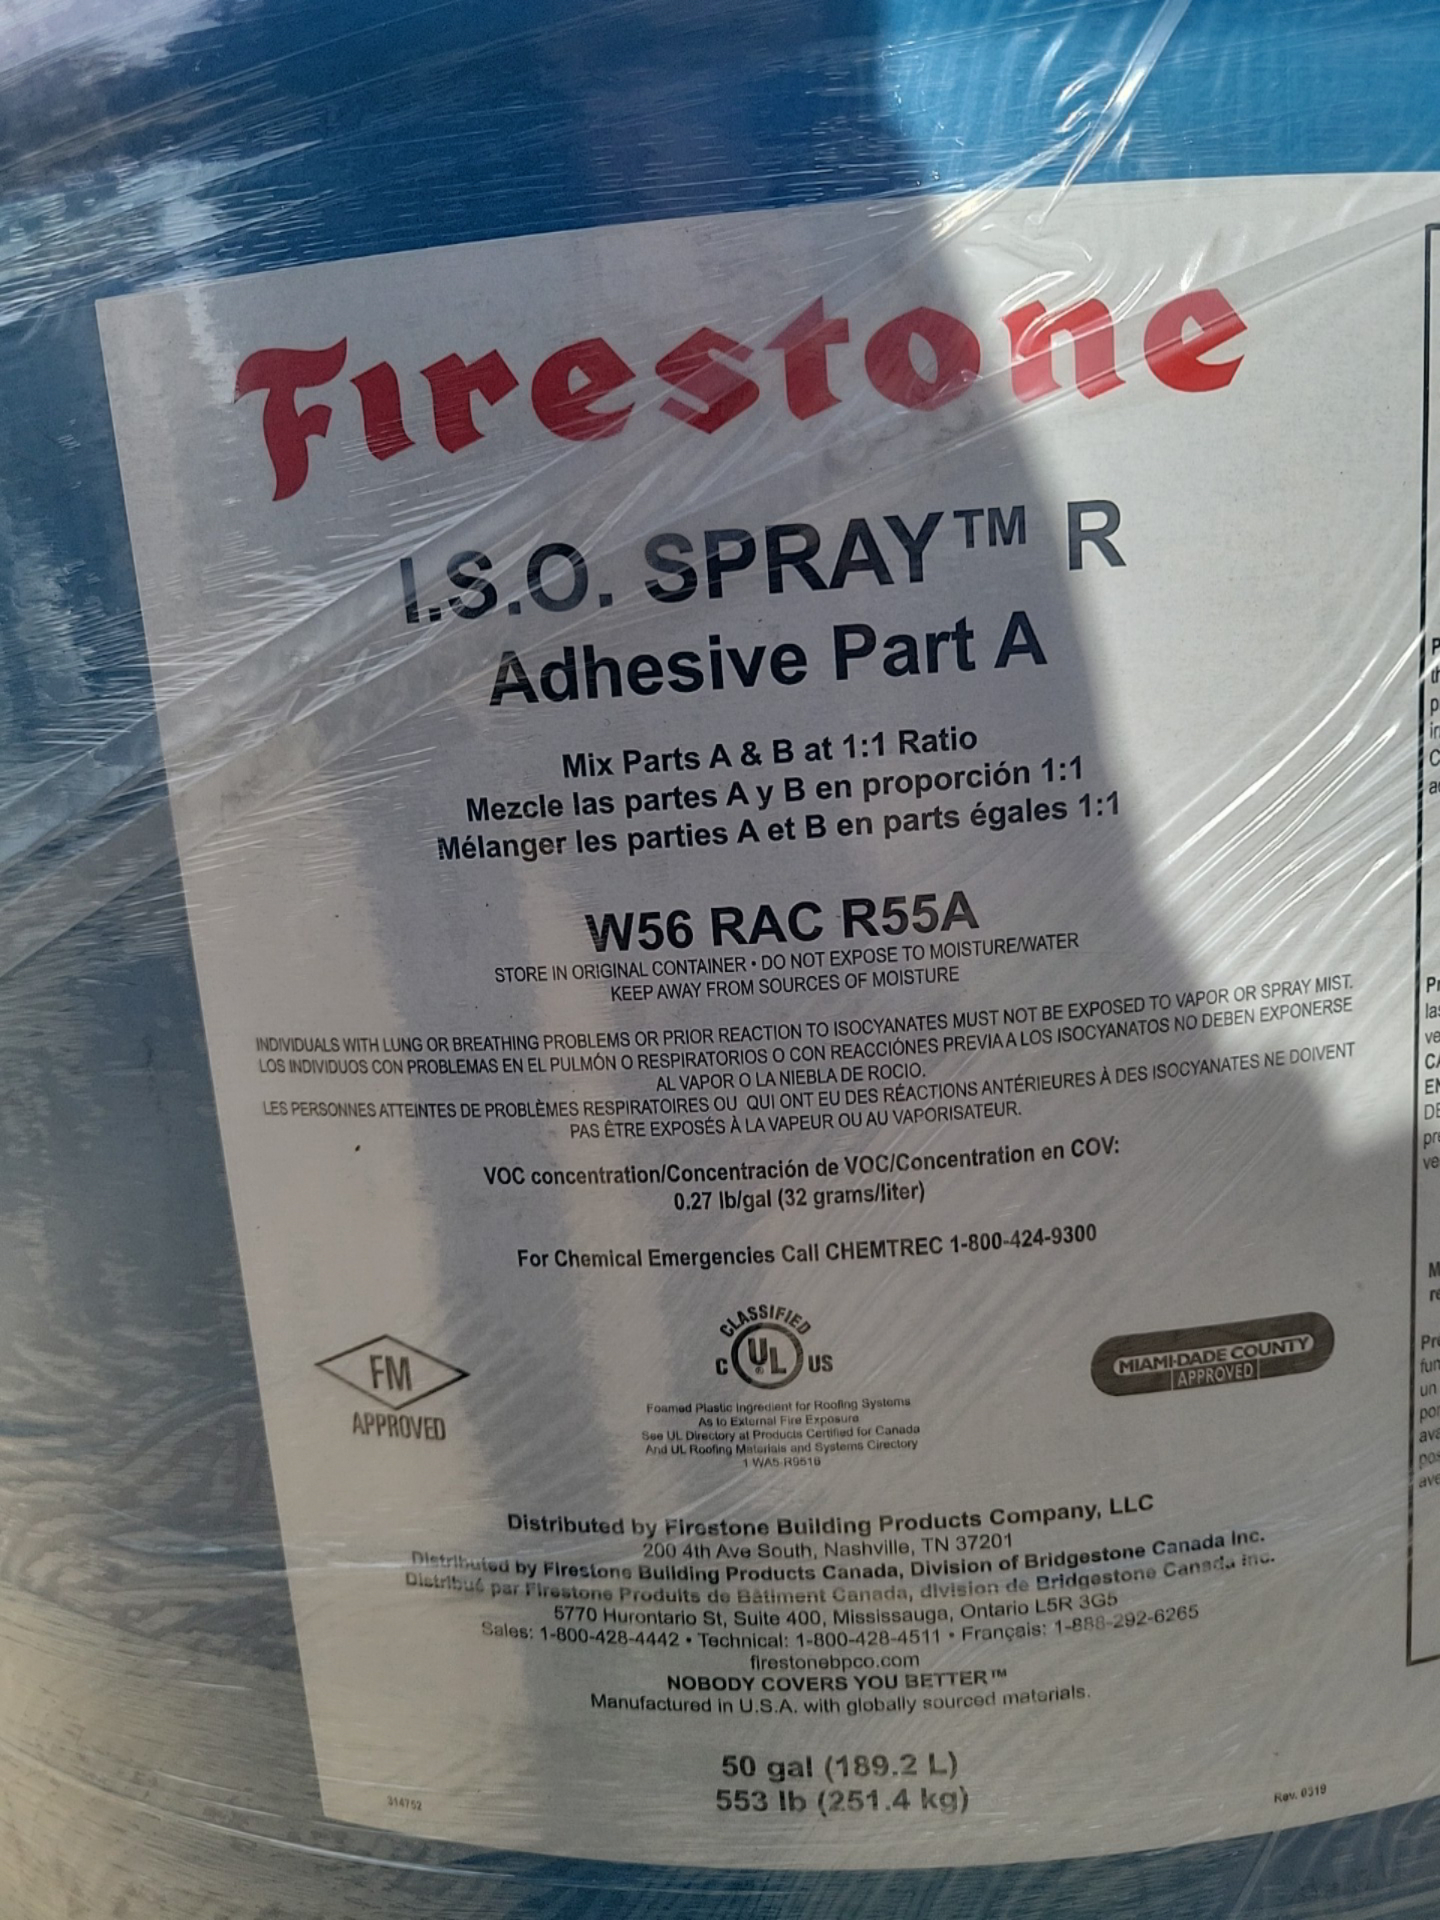 Firestone
I.S.O. SPRAY™ R
Adhesive Part A
Mix Parts A & B at 1:1 Ratio
Mezcle las partes A y B en proporción 1:1
Mélanger les parties A et B en parts égales 1:1
W56 RAC R55A
STORE IN ORIGINAL CONTAINER • DO NOT EXPOSE TO MOISTURE/WATER
KEEP AWAY FROM SOURCES OF MOISTURE
INDIVIDUALS WITH LUNG OR BREATHING PROBLEMS OR PRIOR REACTION TO ISOCYANATES MUST NOT BE EXPOSED TO VAPOR OR SPRAY MIST.
LOS INDIVIDUOS CON PROBLEMAS EN EL PULMÓN O RESPIRATORIOS O CON REACCIÓNES PREVIA A LOS ISOCYANATOS NO DEBEN EXPONERSE
AL VAPOR O LA NIEBLA DE ROCIO.
LES PERSONNES ATTEINTES DE PROBLÈMES RESPIRATOIRES OU QUI ONT EU DES RÉACTIONS ANTÉRIEURES À DES ISOCYANATES NE DOIVENT
PAS ÊTRE EXPOSÉS À LA VAPEUR OU AU VAPORISATEUR.
VOC concentration/Concentración de VOC/Concentration en COV:
0.27 lb/gal (32 grams/liter)
For Chemical Emergencies Call CHEMTREC 1-800-424-9300
FM
APPROVED
CLASSIFIED
C UL ® US
Foamed Plastic Ingredient for Roofing Systems
As to External Fire Exposure
See UL Directory of Products Certified for Canada
And UL Roofing Materials and Systems Directory
MIAMI-DADE COUNTY
APPROVED
Distributed by Firestone Building Products Company, LLC
200 4th Ave South, Nashville, TN 37201
Distributed by Firestone Building Products Canada, Division of Bridgestone Canada Inc.
Distribué par Firestone Produits de Bâtiment Canada, division de Bridgestone Canada Inc.
5770 Hurontario St, Suite 400, Mississauga, Ontario L5R 3G5
Sales: 1-800-428-4442 • Technical: 1-800-428-4511 • Français: 1-888-292-6265
firestonebpco.com
NOBODY COVERS YOU BETTER™
Manufactured in U.S.A. with globally sourced materials.
50 gal (189.2 L)
553 lb (251.4 kg)
314752
Rev. 0319